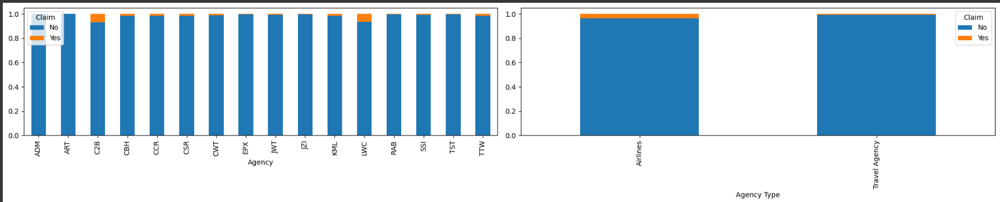 1.0
0.8
0.6
0.4
0.2
0.0
Claim
No
Yes
ADM ART C2B CBH CCR CSR CWT EPX JWT JZI KML LWC RAB SSI TST TTW
Agency
1.0
0.8
0.6
0.4
0.2
0.0
Claim
No
Yes
Airlines Travel Agency
Agency Type